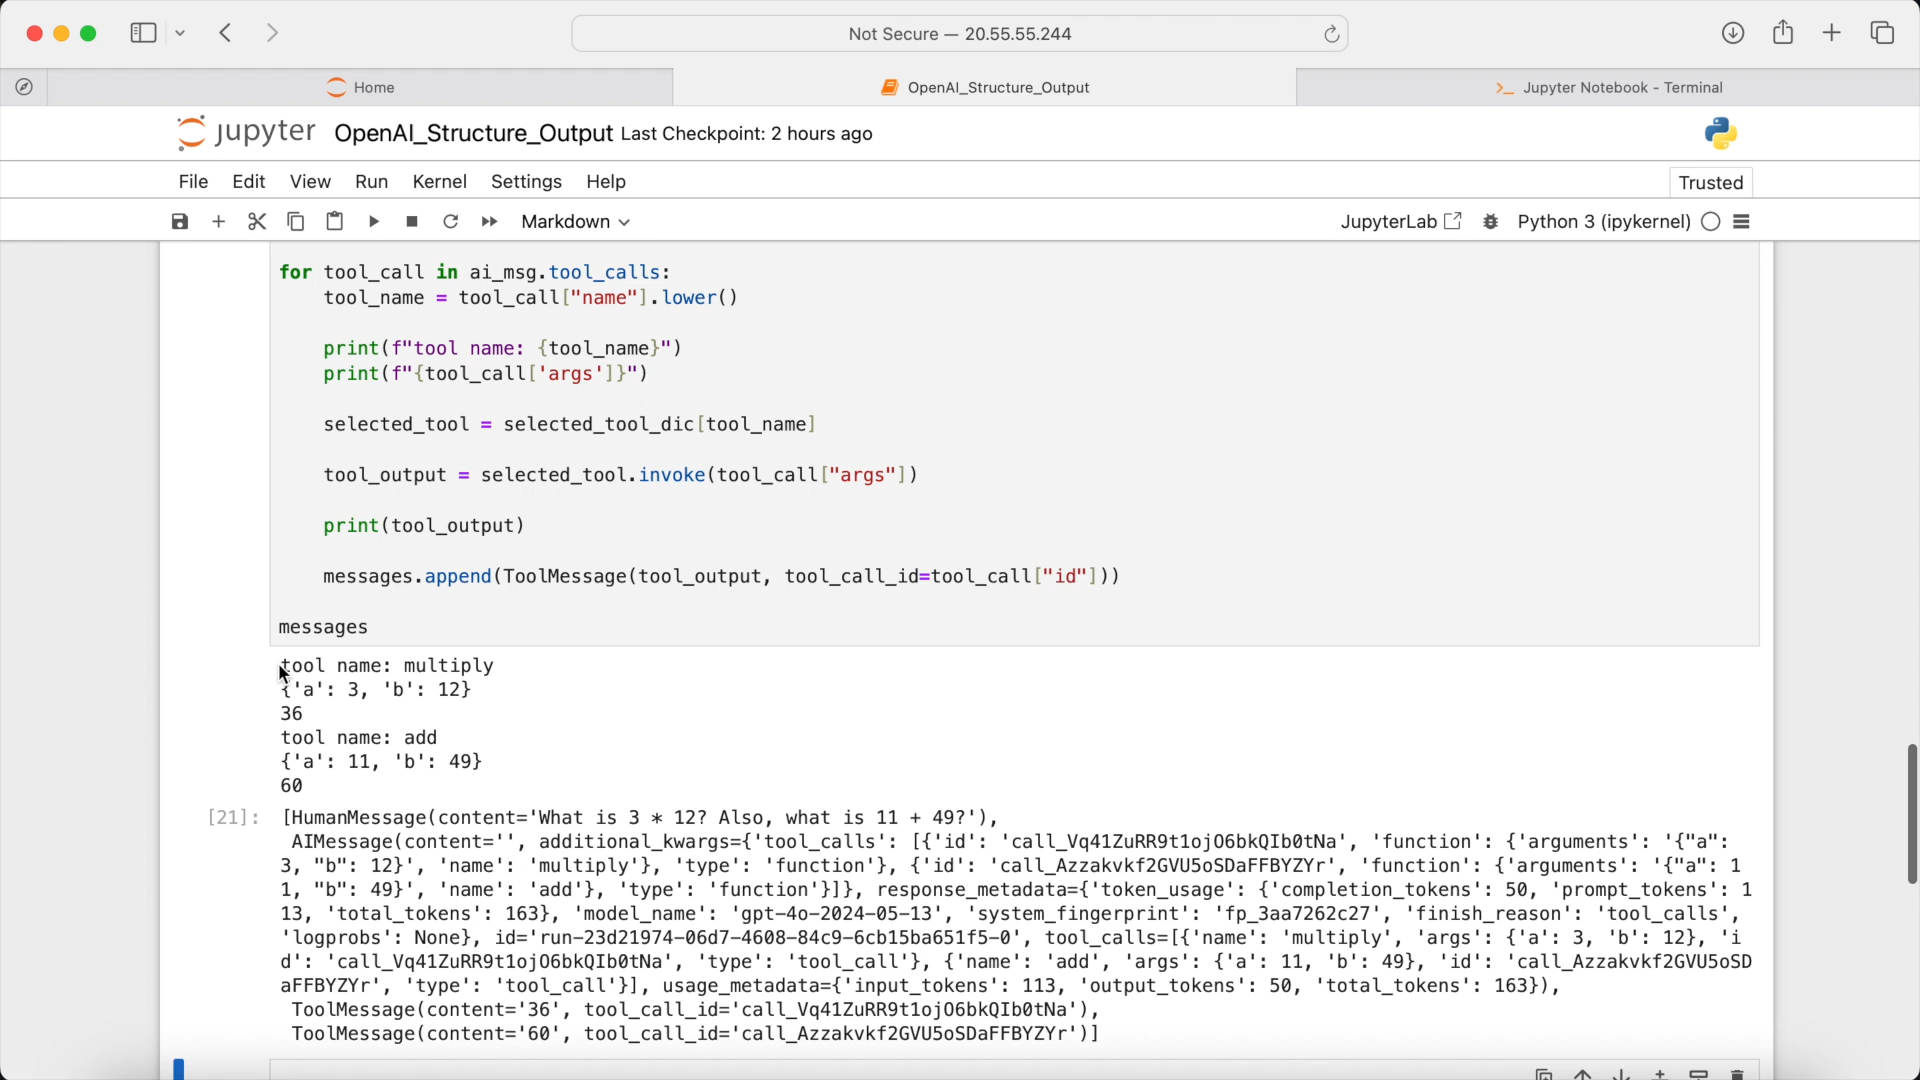 Not Secure — 20.55.55.244
Home
OpenAI_Structure_Output
Jupyter Notebook - Terminal
jupyter OpenAI_Structure_Output Last Checkpoint: 2 hours ago
File Edit View Run Kernel Settings Help
Trusted
Markdown
JupyterLab
Python 3 (ipykernel)
for tool_call in ai_msg.tool_calls:
    tool_name = tool_call["name"].lower()
    print(f"tool name: {tool_name}")
    print(f"{tool_call['args']}")
    selected_tool = selected_tool_dic[tool_name]
    tool_output = selected_tool.invoke(tool_call["args"])
    print(tool_output)
    messages.append(ToolMessage(tool_output, tool_call_id=tool_call["id"]))
messages
tool name: multiply
{'a': 3, 'b': 12}
36
tool name: add
{'a': 11, 'b': 49}
60
[21]: [HumanMessage(content='What is 3 * 12? Also, what is 11 + 49?'),
 AIMessage(content='', additional_kwargs={'tool_calls': [{'id': 'call_Vq41ZuRR9t1ojO6bkQIb0tNa', 'function': {'arguments': '{"a":
3, "b": 12}', 'name': 'multiply'}, 'type': 'function'}, {'id': 'call_Azzakvkf2GVU5oSDaFFBYZYr', 'function': {'arguments': '{"a": 1
1, "b": 49}', 'name': 'add'}, 'type': 'function'}]}, response_metadata={'token_usage': {'completion_tokens': 50, 'prompt_tokens': 1
13, 'total_tokens': 163}, 'model_name': 'gpt-4o-2024-05-13', 'system_fingerprint': 'fp_3aa7262c27', 'finish_reason': 'tool_calls',
'logprobs': None}, id='run-23d21974-06d7-4608-84c9-6cb15ba651f5-0', tool_calls=[{'name': 'multiply', 'args': {'a': 3, 'b': 12}, 'i
d': 'call_Vq41ZuRR9t1ojO6bkQIb0tNa', 'type': 'tool_call'}, {'name': 'add', 'args': {'a': 11, 'b': 49}, 'id': 'call_Azzakvkf2GVU5oSD
aFFBYZYr', 'type': 'tool_call'}], usage_metadata={'input_tokens': 113, 'output_tokens': 50, 'total_tokens': 163}),
 ToolMessage(content='36', tool_call_id='call_Vq41ZuRR9t1ojO6bkQIb0tNa'),
 ToolMessage(content='60', tool_call_id='call_Azzakvkf2GVU5oSDaFFBYZYr')]